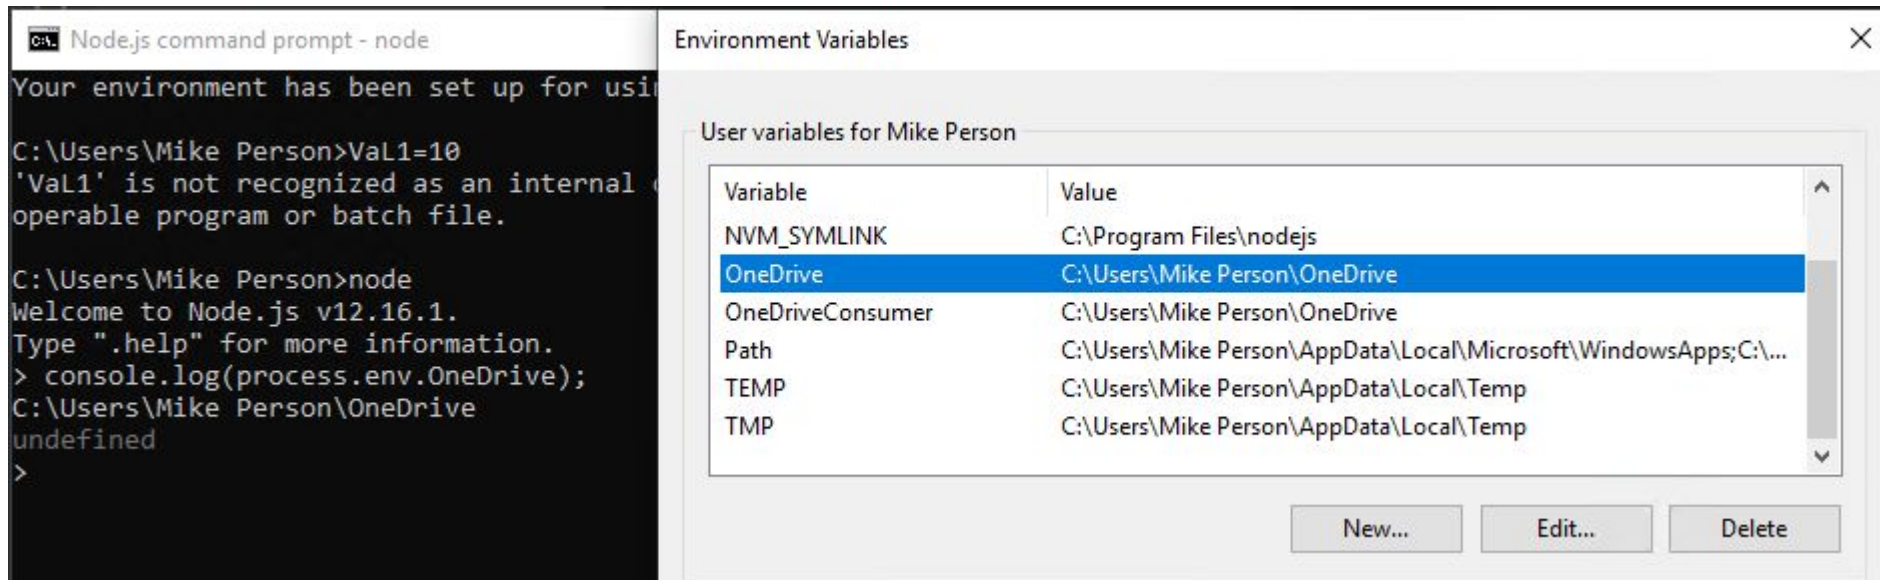 Node.js command prompt - node
Your environment has been set up for usi
C:\Users\Mike Person>VaL1=10
'VaL1' is not recognized as an internal
operable program or batch file.
C:\Users\Mike Person>node
Welcome to Node.js v12.16.1.
Type ".help" for more information.
> console.log(process.env.OneDrive);
C:\Users\Mike Person\OneDrive
undefined
>
Environment Variables
User variables for Mike Person
Variable Value
NVM_SYMLINK C:\Program Files\nodejs
OneDrive C:\Users\Mike Person\OneDrive
OneDriveConsumer C:\Users\Mike Person\OneDrive
Path C:\Users\Mike Person\AppData\Local\Microsoft\WindowsApps;C:\...
TEMP C:\Users\Mike Person\AppData\Local\Temp
TMP C:\Users\Mike Person\AppData\Local\Temp
New... Edit... Delete